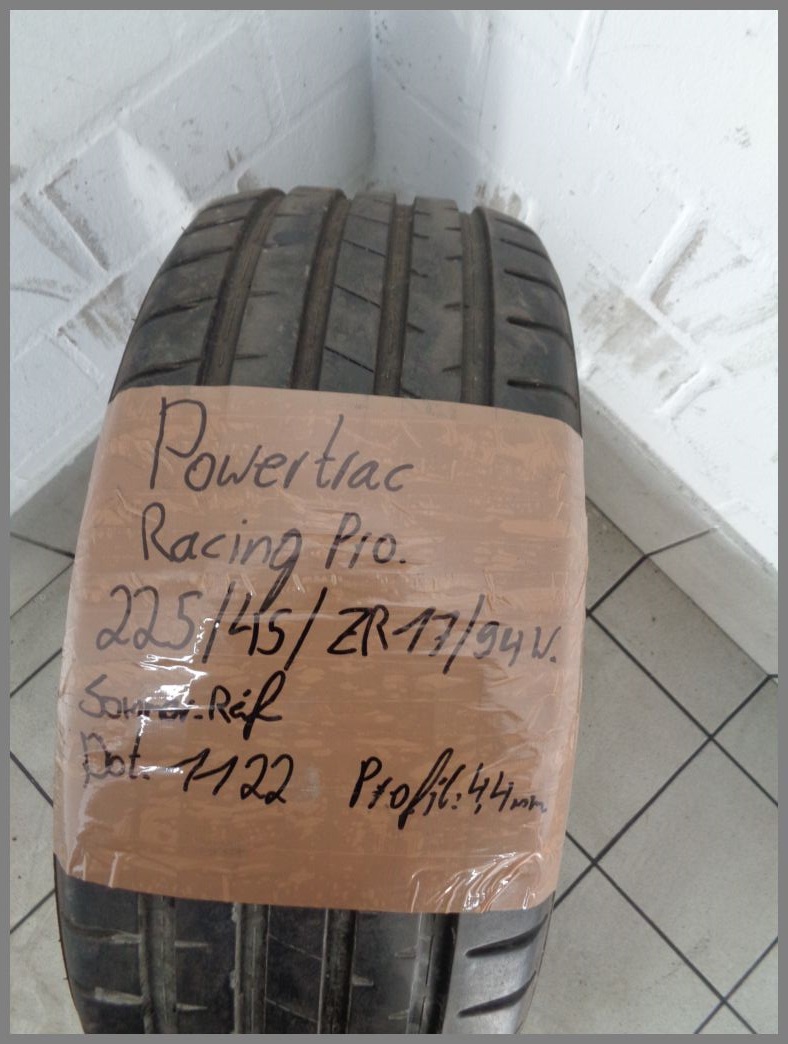 Powertrac
Racing Pro.
225/45/ZR17/94W.
Sommer.Reif
Dot. 1122 Profil:4,4mm